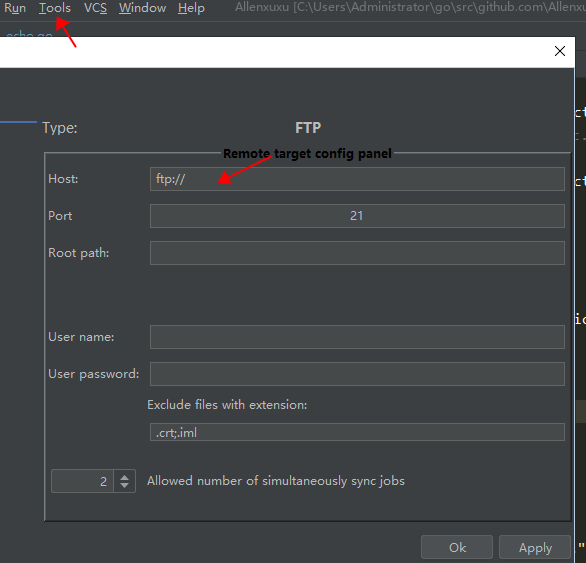 Run Tools VCS Window Help Allenxuxu [C:\Users\Administrator\go\src\github.com\Allenxu
echo.go
Type: FTP
Remote target config panel
Host: ftp://
Port 21
Root path:
User name:
User password:
Exclude files with extension:
.crt;.iml
2 Allowed number of simultaneously sync jobs
Ok Apply